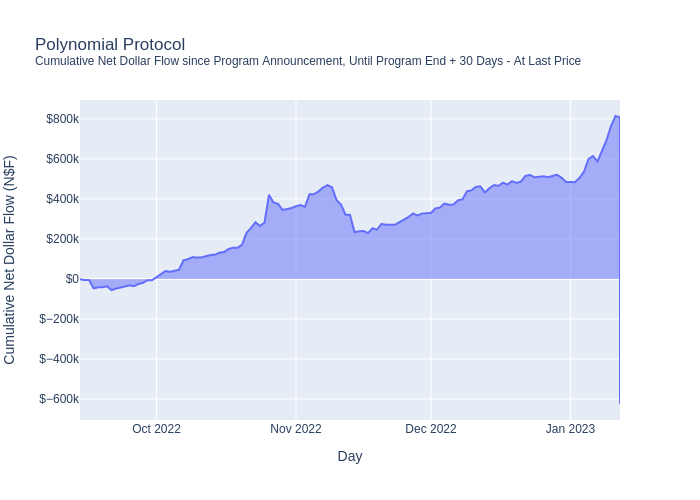 Polynomial Protocol
Cumulative Net Dollar Flow since Program Announcement, Until Program End + 30 Days - At Last Price
Cumulative Net Dollar Flow (N$F)
$800k
$600k
$400k
$200k
$0
$−200k
$−400k
$−600k
Oct 2022
Nov 2022
Dec 2022
Jan 2023
Day